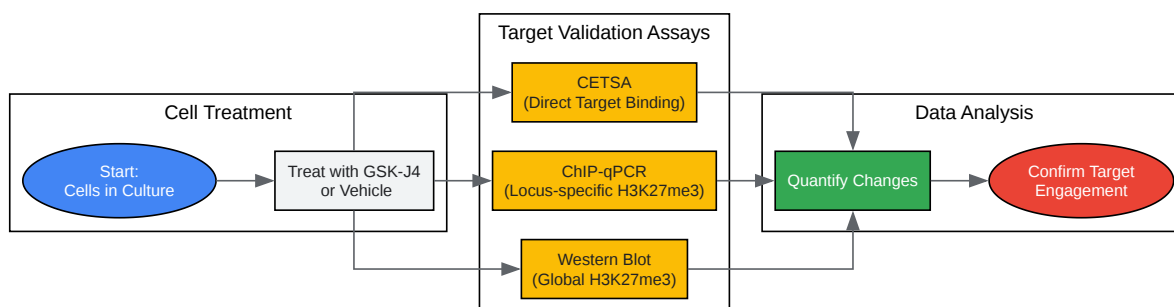 Target Validation Assays
Cell Treatment
Data Analysis
Start:
Cells in Culture
Treat with GSK-J4
or Vehicle
CETSA
(Direct Target Binding)
ChIP-qPCR
(Locus-specific H3K27me3)
Western Blot
(Global H3K27me3)
Quantify Changes
Confirm Target
Engagement